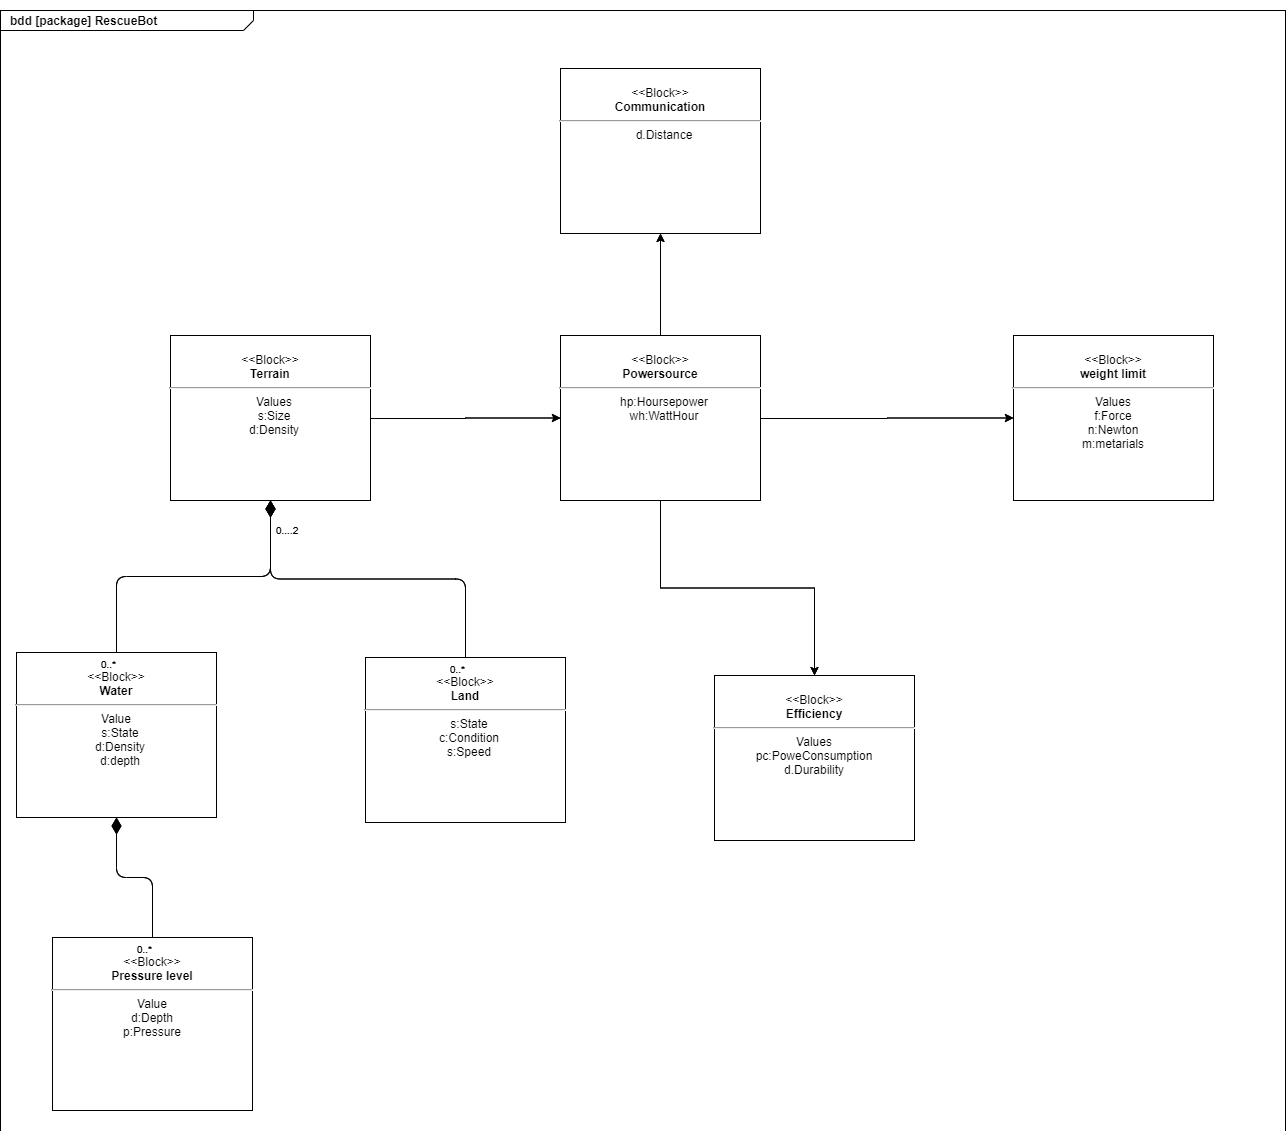 bdd [package] RescueBot
<<Block>>
Communication
d.Distance
<<Block>>
Terrain
Values
s:Size
d:Density
<<Block>>
Powersource
hp:Hoursepower
wh:WattHour
<<Block>>
weight limit
Values
f:Force
n:Newton
m:metarials
0....2
0..*
<<Block>>
Water
Value
s:State
d:Density
d:depth
0..*
<<Block>>
Land
s:State
c:Condition
s:Speed
<<Block>>
Efficiency
Values
pc:PoweConsumption
d.Durability
0..*
<<Block>>
Pressure level
Value
d:Depth
p:Pressure